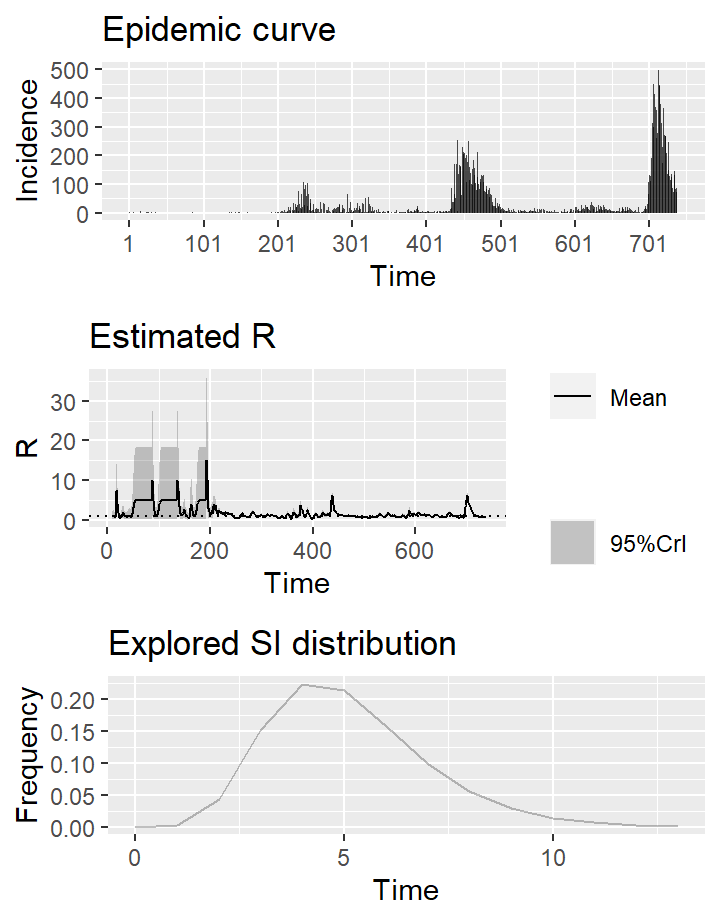 Epidemic curve
500
400
300
200
100
0
Incidence
1 101 201 301 401 501 601 701
Time
Estimated R
30
20
10
0
R
0 200 400 600
Time
Mean
95%CrI
Explored SI distribution
0.20
0.15
0.10
0.05
0.00
Frequency
0 5 10
Time